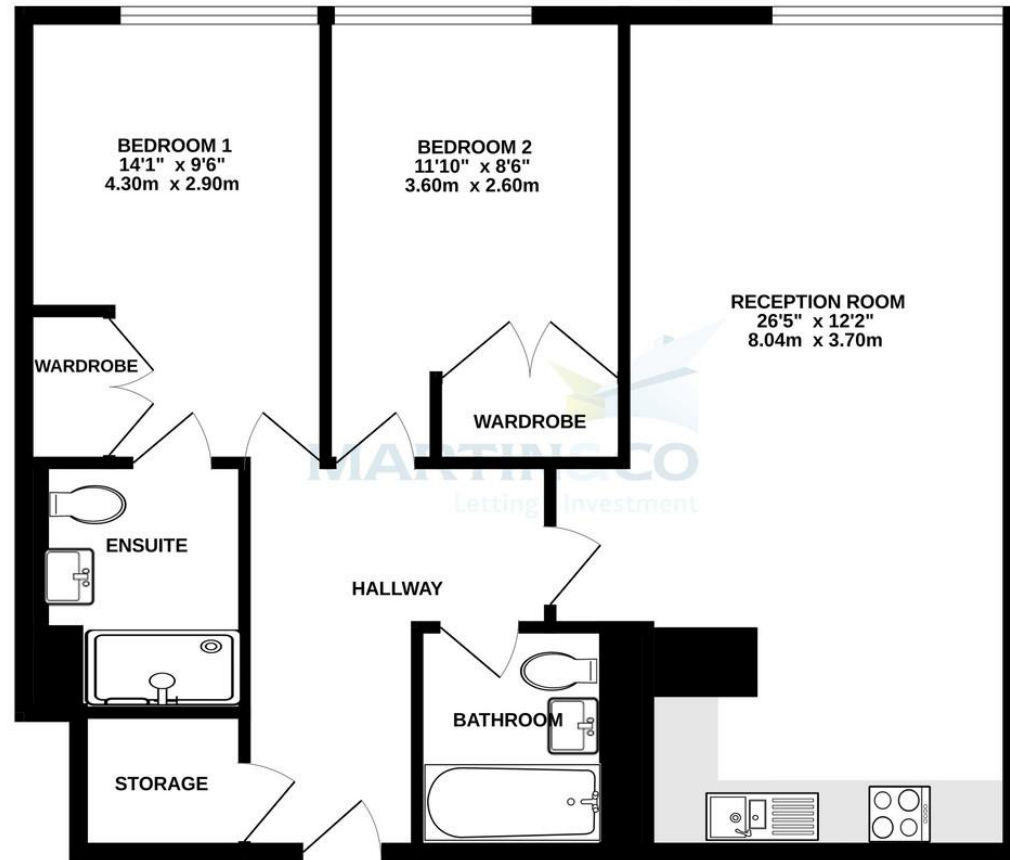 BEDROOM 1
14'1" x 9'6"
4.30m x 2.90m
BEDROOM 2
11'10" x 8'6"
3.60m x 2.60m
RECEPTION ROOM
26'5" x 12'2"
8.04m x 3.70m
WARDROBE
WARDROBE
MARTIN&CO
Letting Investment
ENSUITE
HALLWAY
BATHROOM
STORAGE